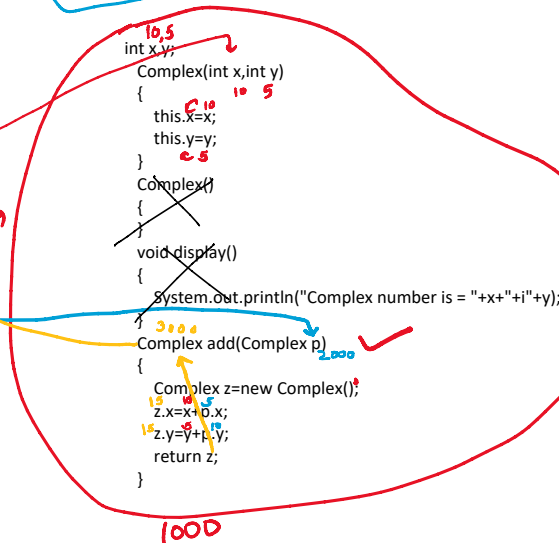 10,5
int x,y;
Complex(int x,int y)
{ 10 5
this.x=x; C 10
this.y=y;
} c 5
Complex()
{
}
void display()
{
System.out.println("Complex number is = "+x+"+i"+y);
}
3000
Complex add(Complex p)
2000
{
Complex z=new Complex();
15 10 5
z.x=x+p.x;
15 5 10
z.y=y+p.y;
return z;
}
1000